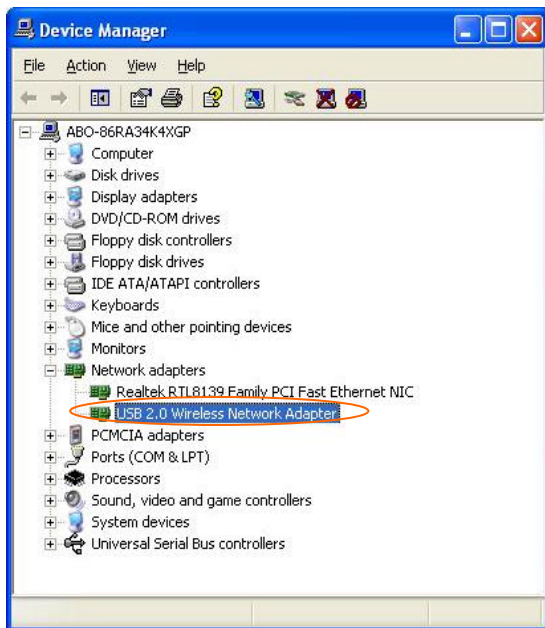 Device Manager
File Action View Help
ABO-86RA34K4XGP
Computer
Disk drives
Display adapters
DVD/CD-ROM drives
Floppy disk controllers
Floppy disk drives
IDE ATA/ATAPI controllers
Keyboards
Mice and other pointing devices
Monitors
Network adapters
Realtek RTL8139 Family PCI Fast Ethernet NIC
USB 2.0 Wireless Network Adapter
PCMCIA adapters
Ports (COM & LPT)
Processors
Sound, video and game controllers
System devices
Universal Serial Bus controllers